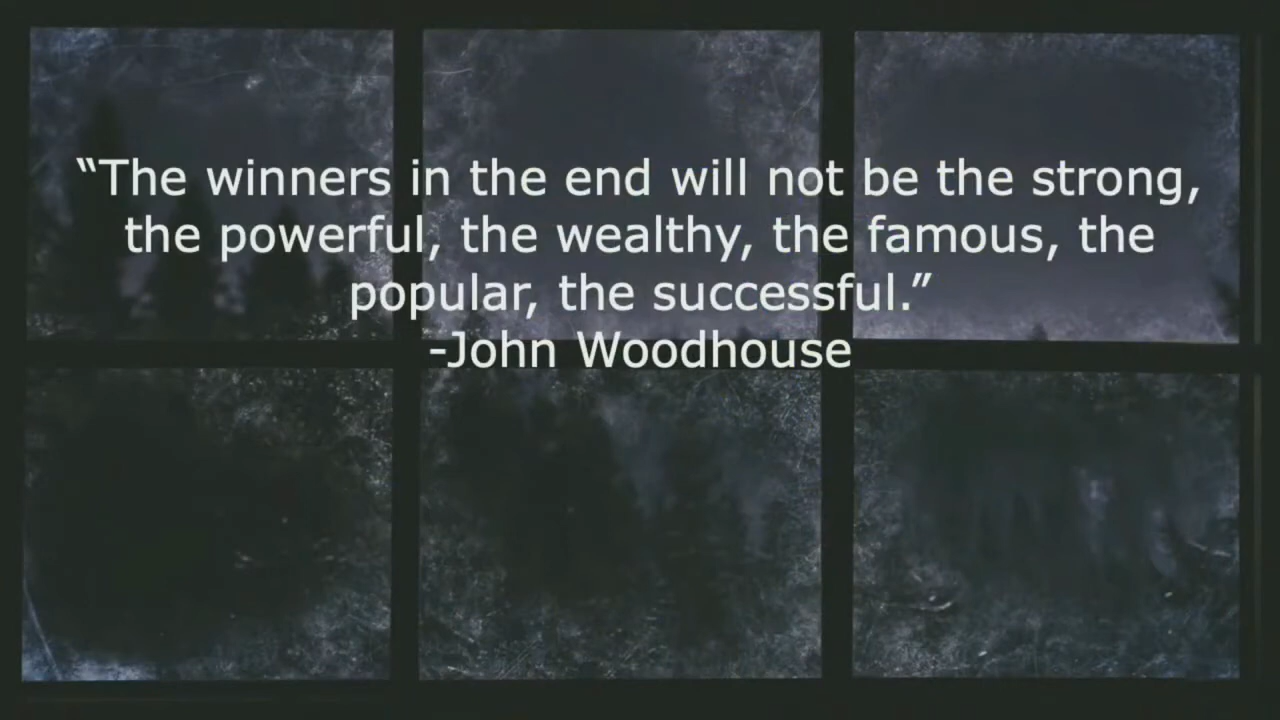 “The winners in the end will not be the strong,
the powerful, the wealthy, the famous, the
popular, the successful.”
-John Woodhouse